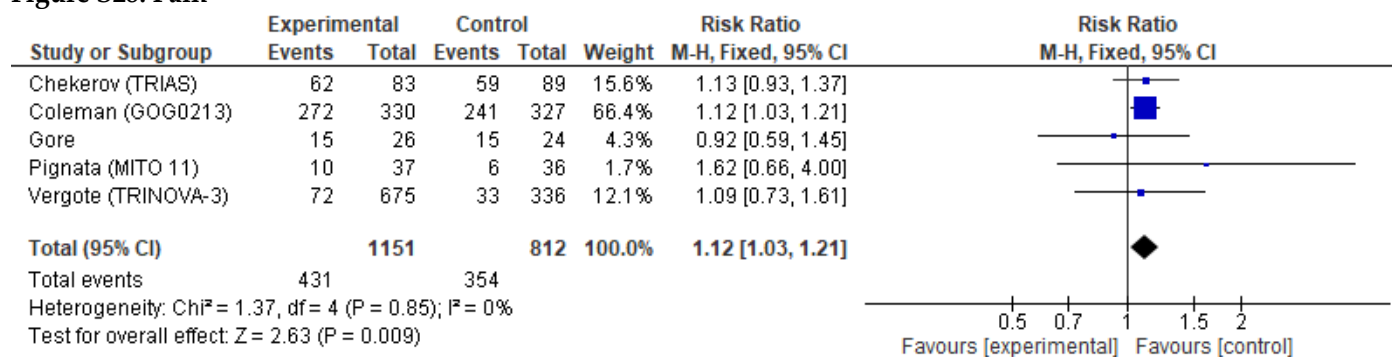 Experimental Control Risk Ratio Risk Ratio
Study or Subgroup Events Total Events Total Weight M-H, Fixed, 95% CI M-H, Fixed, 95% CI
Chekerov (TRIAS) 62 83 59 89 15.6% 1.13 [0.93, 1.37]
Coleman (GOG0213) 272 330 241 327 66.4% 1.12 [1.03, 1.21]
Gore 15 26 15 24 4.3% 0.92 [0.59, 1.45]
Pignata (MITO 11) 10 37 6 36 1.7% 1.62 [0.66, 4.00]
Vergote (TRINOVA-3) 72 675 33 336 12.1% 1.09 [0.73, 1.61]
Total (95% CI) 1151 812 100.0% 1.12 [1.03, 1.21]
Total events 431 354
Heterogeneity: Chi² = 1.37, df = 4 (P = 0.85); I² = 0%
Test for overall effect: Z = 2.63 (P = 0.009)
0.5 0.7 1 1.5 2
Favours [experimental] Favours [control]